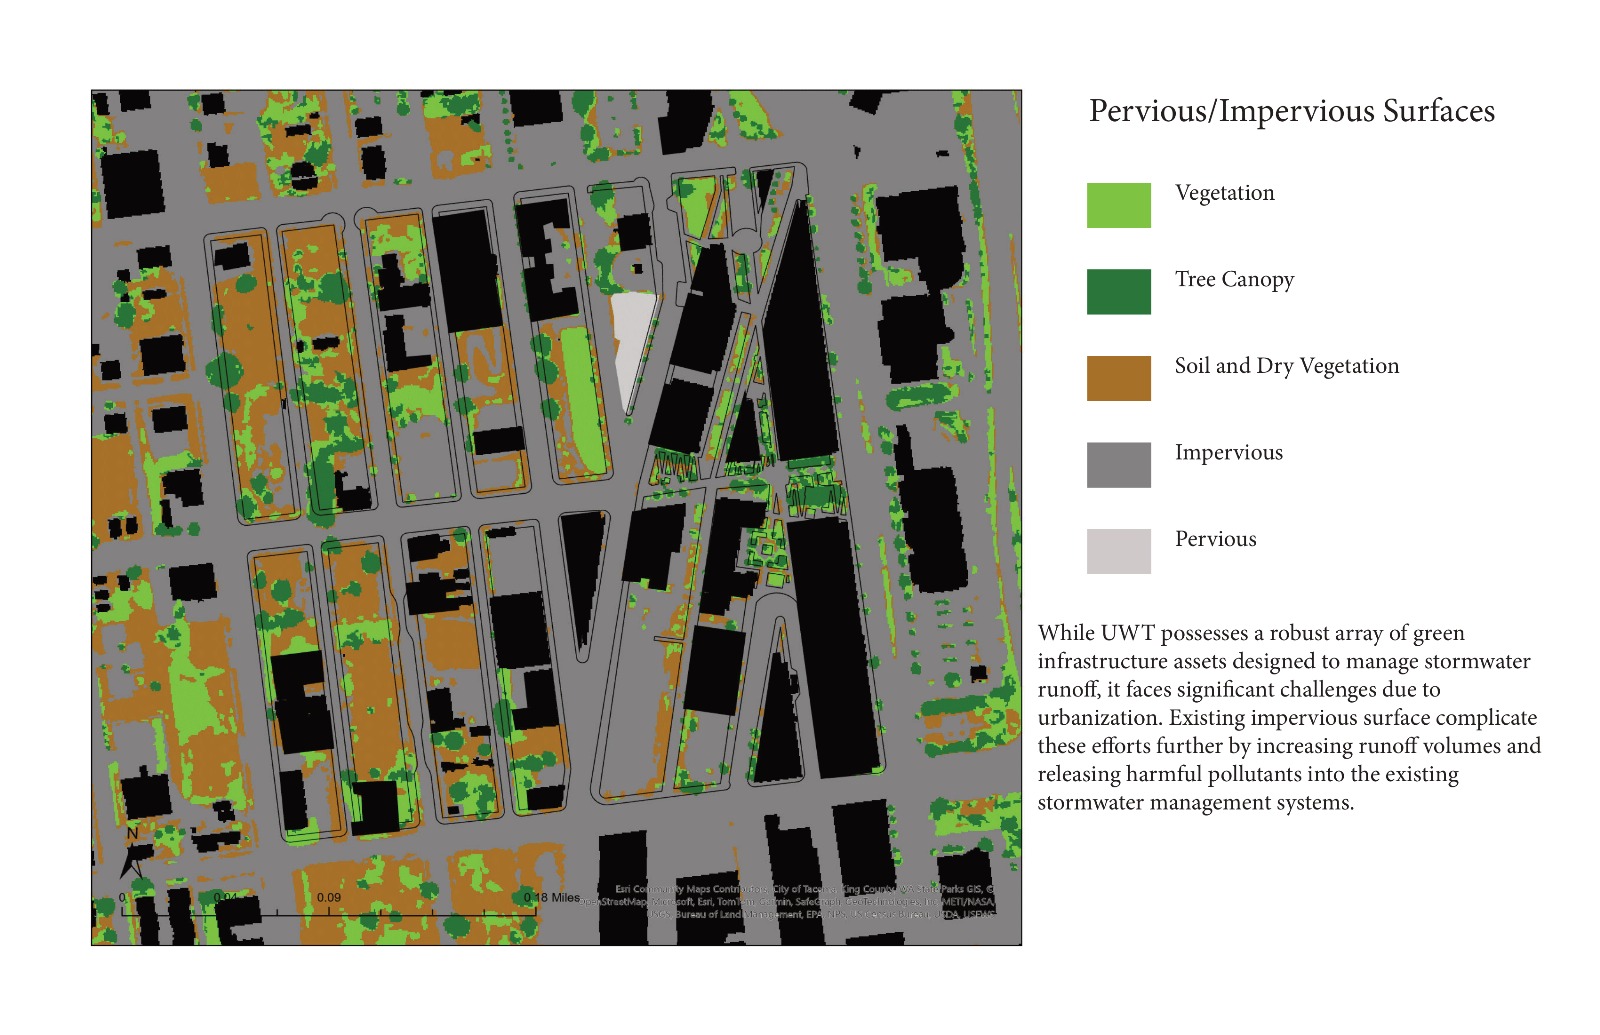 Pervious/Impervious Surfaces
Vegetation
Tree Canopy
Soil and Dry Vegetation
Impervious
Pervious
While UWT possesses a robust array of green
infrastructure assets designed to manage stormwater
runoff, it faces significant challenges due to
urbanization. Existing impervious surface complicate
these efforts further by increasing runoff volumes and
releasing harmful pollutants into the existing
stormwater management systems.
N
0 0.04 0.09 0.18 Miles
Esri Community Maps Contributors, City of Tacoma, King County, WA State Parks GIS, ©
OpenStreetMap, Microsoft, Esri, TomTom, Garmin, SafeGraph, GeoTechnologies, Inc, METI/NASA,
USGS, Bureau of Land Management, EPA, NPS, US Census Bureau, USDA, USFWS